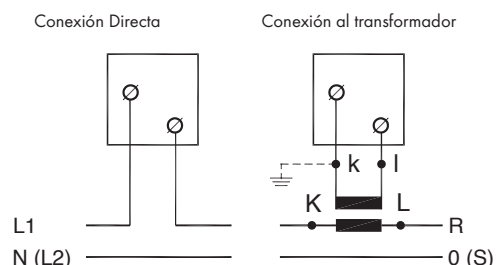 Conexión Directa
Conexión al transformador
k l
K L
L1 R
N (L2) 0 (S)